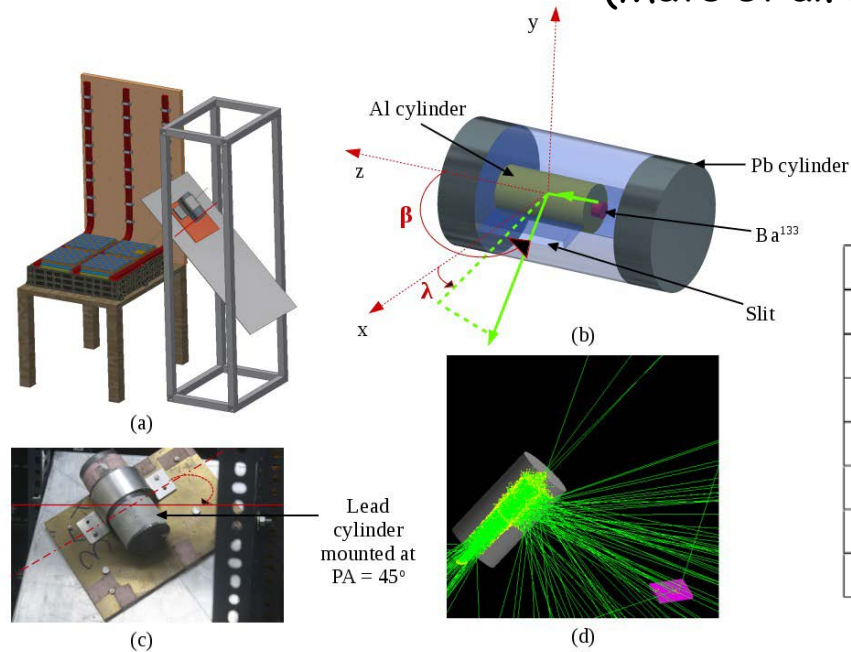 y
Al cylinder
z
Pb cylinder
β
Ba¹³³
λ
Slit
x
(b)
(a)
Lead
cylinder
mounted at
PA = 45°
(c)
(d)